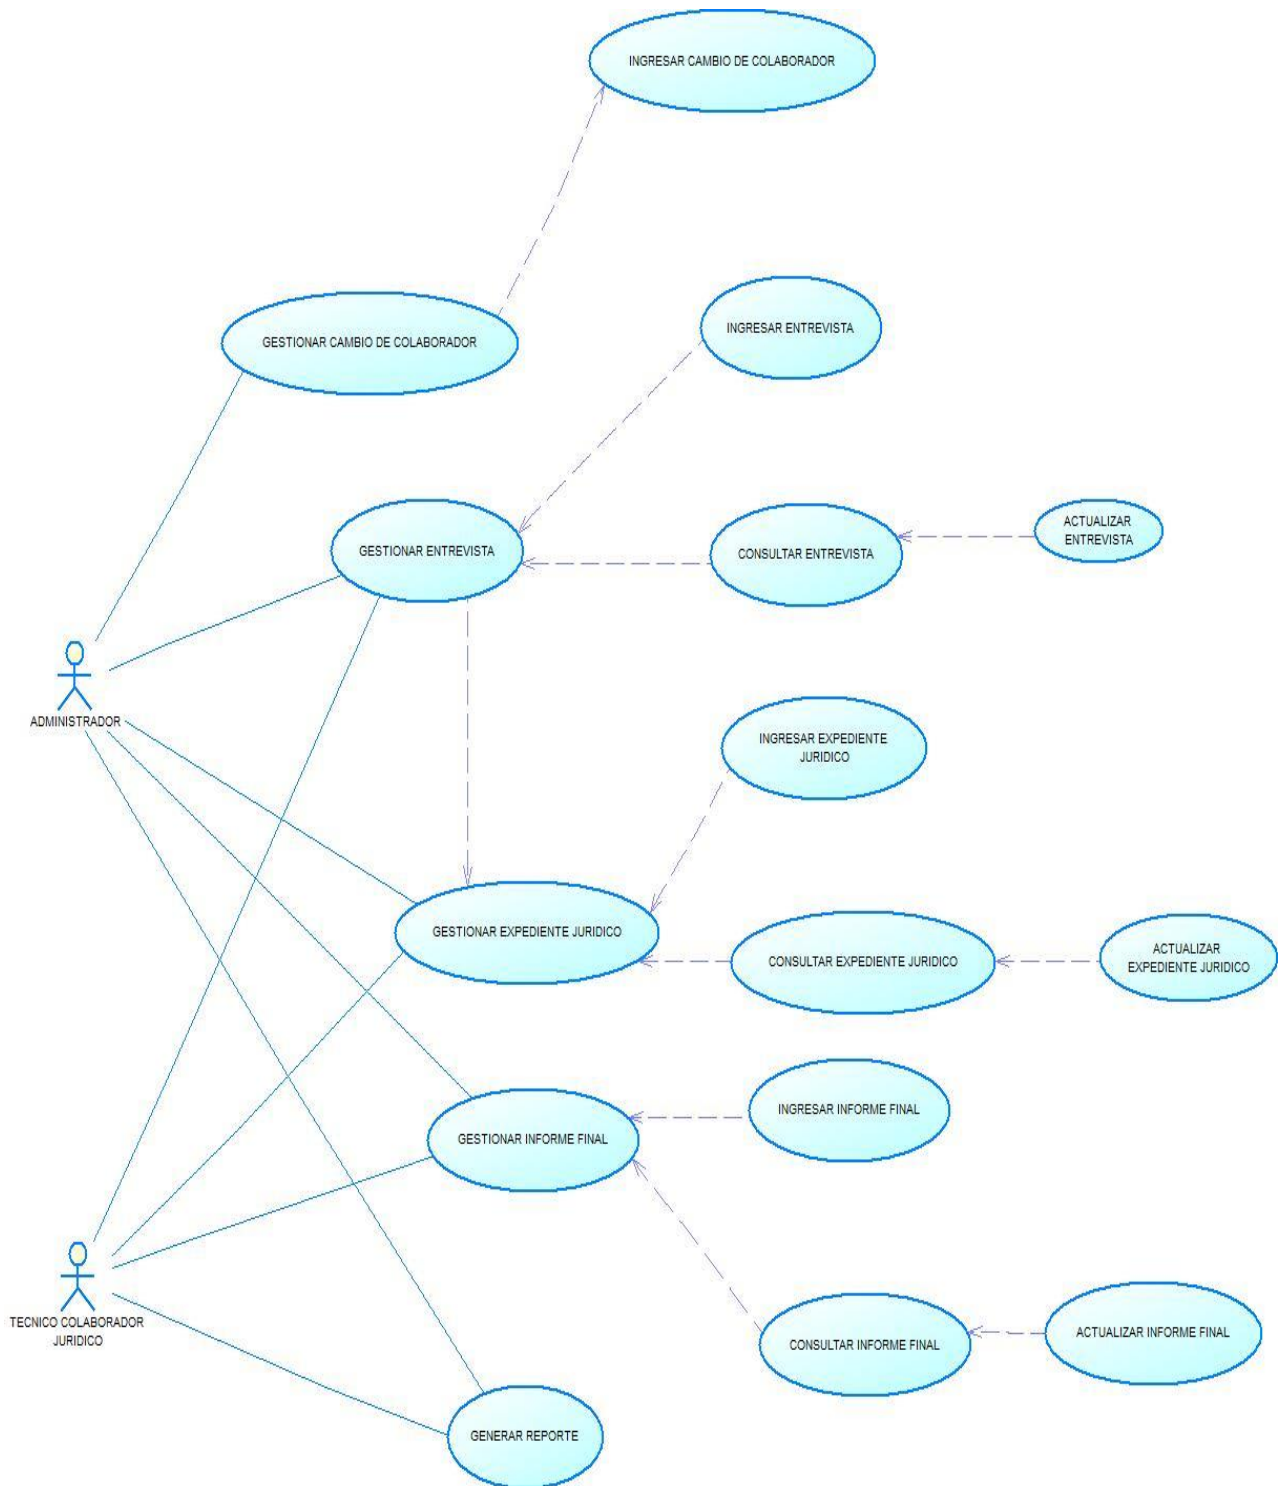 INGRESAR CAMBIO DE COLABORADOR
INGRESAR ENTREVISTA
GESTIONAR CAMBIO DE COLABORADOR
ACTUALIZAR
ENTREVISTA
GESTIONAR ENTREVISTA
CONSULTAR ENTREVISTA
ADMINISTRADOR
INGRESAR EXPEDIENTE
JURIDICO
GESTIONAR EXPEDIENTE JURIDICO
CONSULTAR EXPEDIENTE JURIDICO
ACTUALIZAR
EXPEDIENTE JURIDICO
INGRESAR INFORME FINAL
GESTIONAR INFORME FINAL
TECNICO COLABORADOR
JURIDICO
CONSULTAR INFORME FINAL
ACTUALIZAR INFORME FINAL
GENERAR REPORTE